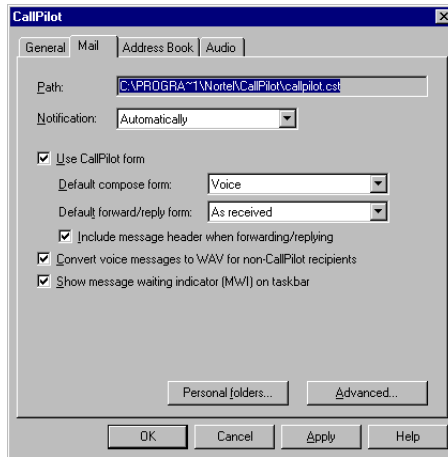 CallPilot
General Mail Address Book Audio
Path: C:\PROGRA~1\Nortel\CallPilot\callpilot.cst
Notification: Automatically
Use CallPilot form
Default compose form: Voice
Default forward/reply form: As received
Include message header when forwarding/replying
Convert voice messages to WAV for non-CallPilot recipients
Show message waiting indicator (MWI) on taskbar
Personal folders... Advanced...
OK Cancel Apply Help